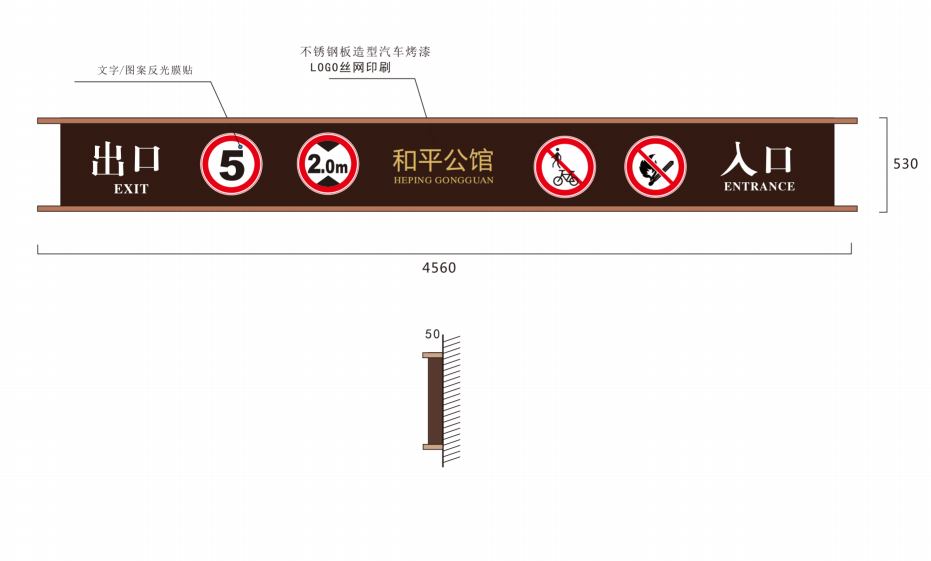 不锈钢板造型汽车烤漆
LOGO丝网印刷
文字/图案反光膜贴
出口
EXIT
5
2.0m
和平公馆
HEPING GONGGUAN
入口
ENTRANCE
530
4560
50